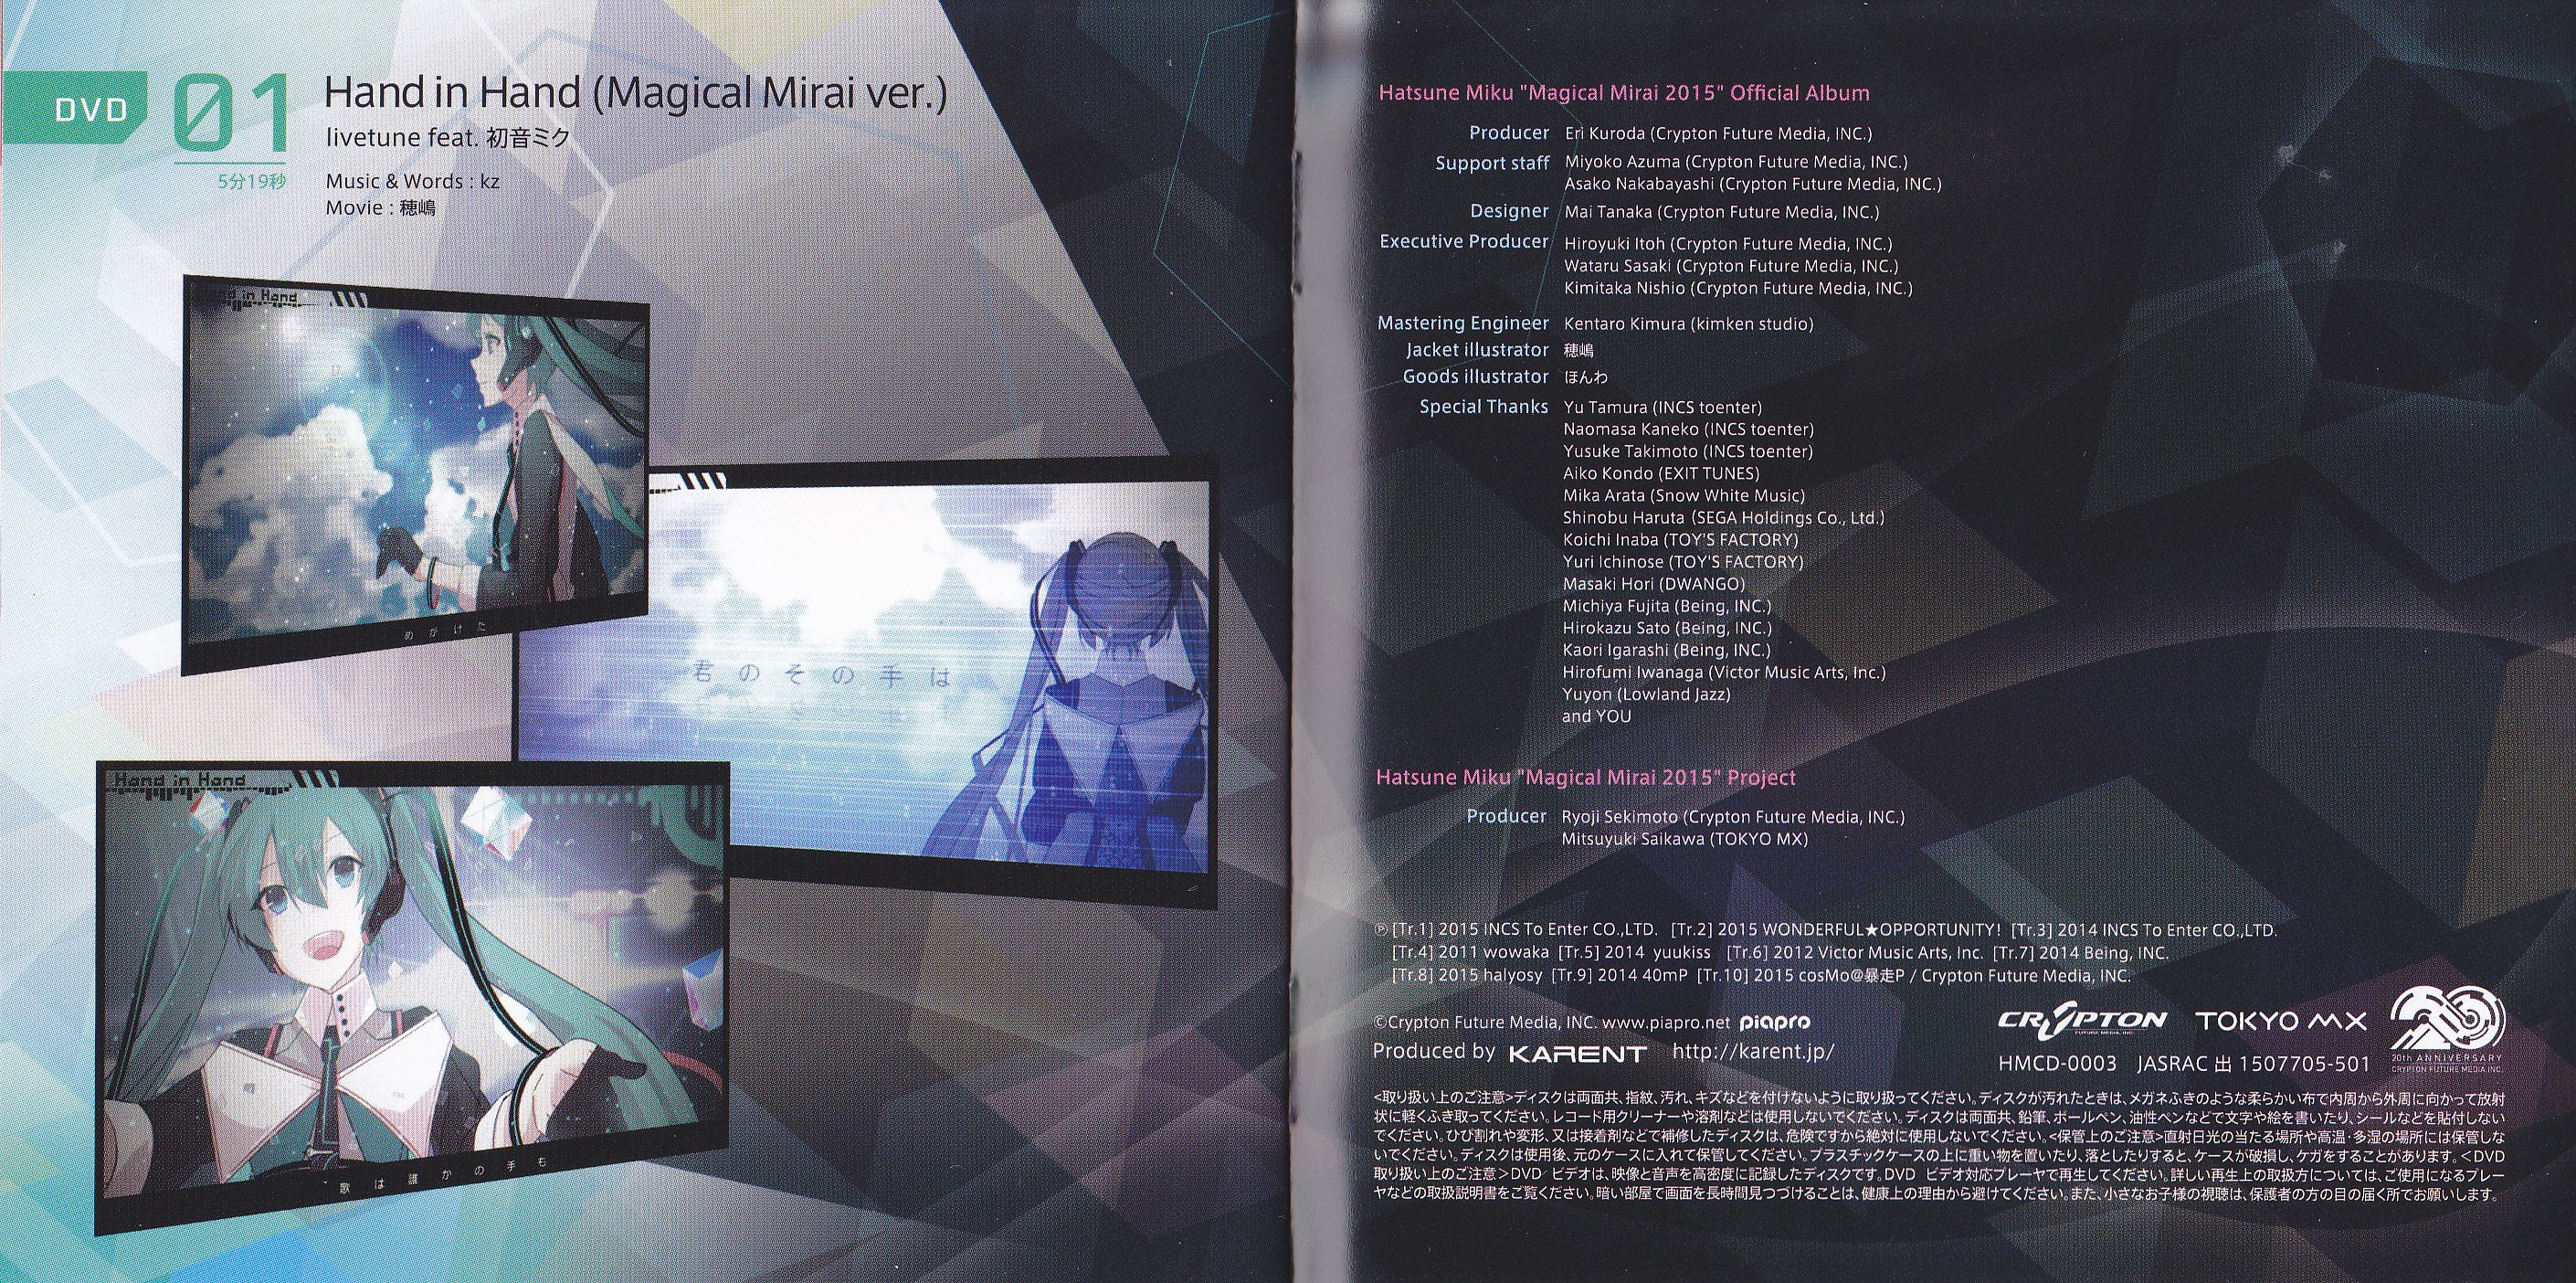 DVD
01
5分19秒
Hand in Hand (Magical Mirai ver.)
livetune feat. 初音ミク
Music & Words : kz
Movie : 穂嶋
in Hand
めがけた
君のその手は
Hand in Hand
歌は誰かの手も
Hatsune Miku "Magical Mirai 2015" Official Album
Producer Eri Kuroda (Crypton Future Media, INC.)
Support staff Miyoko Azuma (Crypton Future Media, INC.)
Asako Nakabayashi (Crypton Future Media, INC.)
Designer Mai Tanaka (Crypton Future Media, INC.)
Executive Producer Hiroyuki Itoh (Crypton Future Media, INC.)
Wataru Sasaki (Crypton Future Media, INC.)
Kimitaka Nishio (Crypton Future Media, INC.)
Mastering Engineer Kentaro Kimura (kimken studio)
Jacket illustrator 穂嶋
Goods illustrator ほんわ
Special Thanks Yu Tamura (INCS toenter)
Naomasa Kaneko (INCS toenter)
Yusuke Takimoto (INCS toenter)
Aiko Kondo (EXIT TUNES)
Mika Arata (Snow White Music)
Shinobu Haruta (SEGA Holdings Co., Ltd.)
Koichi Inaba (TOY'S FACTORY)
Yuri Ichinose (TOY'S FACTORY)
Masaki Hori (DWANGO)
Michiya Fujita (Being, INC.)
Hirokazu Sato (Being, INC.)
Kaori Igarashi (Being, INC.)
Hirofumi Iwanaga (Victor Music Arts, Inc.)
Yuyon (Lowland Jazz)
and YOU
Hatsune Miku "Magical Mirai 2015" Project
Producer Ryoji Sekimoto (Crypton Future Media, INC.)
Mitsuyuki Saikawa (TOKYO MX)
℗ [Tr.1] 2015 INCS To Enter CO.,LTD. [Tr.2] 2015 WONDERFUL★OPPORTUNITY! [Tr.3] 2014 INCS To Enter CO.,LTD.
[Tr.4] 2011 wowaka [Tr.5] 2014 yuukiss [Tr.6] 2012 Victor Music Arts, Inc. [Tr.7] 2014 Being, INC.
[Tr.8] 2015 halyosy [Tr.9] 2014 40mP [Tr.10] 2015 cosMo@暴走P / Crypton Future Media, INC.
©Crypton Future Media, INC. www.piapro.net piapro
Produced by KARENT http://karent.jp/
CRYPTON FUTURE MEDIA, INC. TOKYO MX
HMCD-0003 JASRAC 出 1507705-501
20th ANNIVERSARY
CRYPTON FUTURE MEDIA,INC.
<取り扱い上のご注意>ディスクは両面共、指紋、汚れ、キズなどを付けないように取り扱ってください。ディスクが汚れたときは、メガネふきのような柔らかい布で内周から外周に向かって放射
状に軽くふき取ってください。レコード用クリーナーや溶剤などは使用しないでください。ディスクは両面共、鉛筆、ボールペン、油性ペンなどで文字や絵を書いたり、シールなどを貼付しない
でください。ひび割れや変形、又は接着剤などで補修したディスクは、危険ですから絶対に使用しないでください。<保管上のご注意>直射日光の当たる場所や高温・多湿の場所には保管しな
いでください。ディスクは使用後、元のケースに入れて保管してください。プラスチックケースの上に重い物を置いたり、落としたりすると、ケースが破損し、ケガをすることがあります。<DVD
取り扱い上のご注意>DVD ビデオは、映像と音声を高密度に記録したディスクです。DVD ビデオ対応プレーヤで再生してください。詳しい再生上の取扱方については、ご使用になるプレー
ヤなどの取扱説明書をご覧ください。暗い部屋で画面を長時間見つづけることは、健康上の理由から避けてください。また、小さなお子様の視聴は、保護者の方の目の届く所でお願いします。